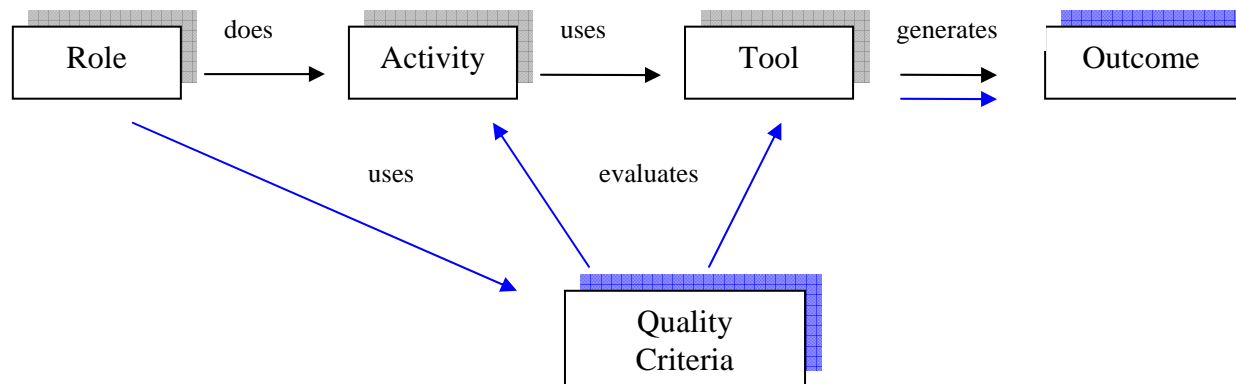 does
uses
generates
Role
Activity
Tool
Outcome
uses
evaluates
Quality
Criteria